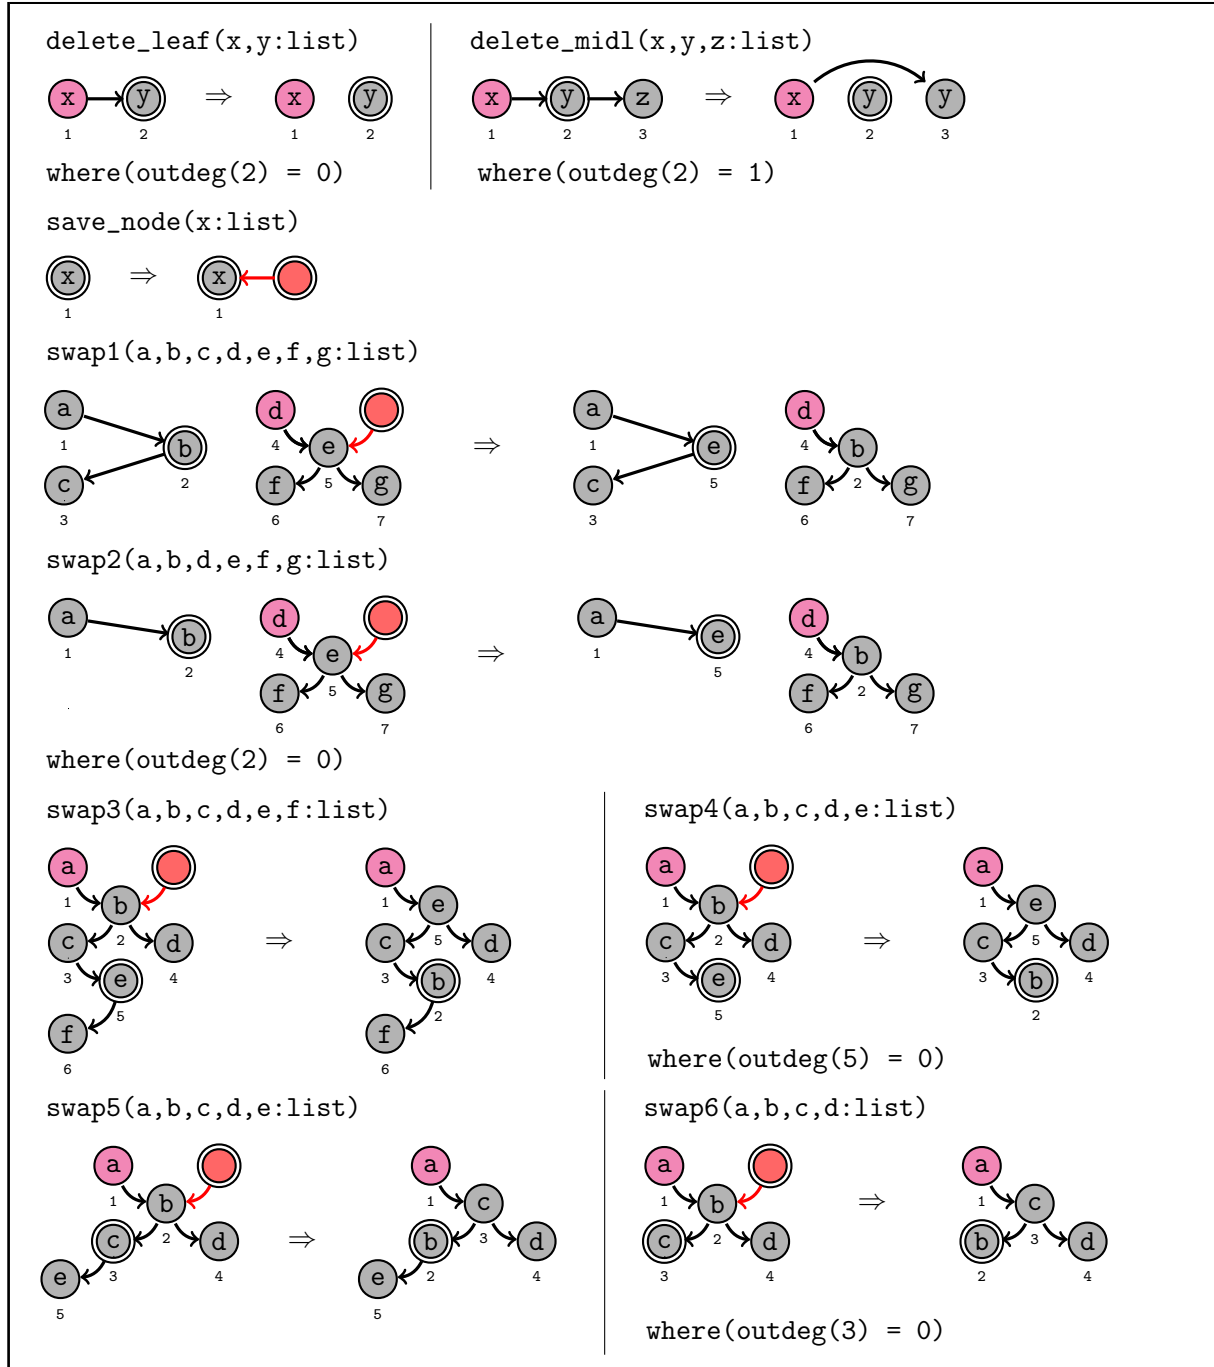 delete_leaf(x,y:list)
x y ⇒ x y
1 2 1 2
where(outdeg(2) = 0)
delete_midl(x,y,z:list)
x y z ⇒ x y y
1 2 3 1 2 3
where(outdeg(2) = 1)
save_node(x:list)
x ⇒ x
1 1
swap1(a,b,c,d,e,f,g:list)
a d a d
1 b 4 e ⇒ 1 e 4 b
c 2 f 5 g c 5 f 2 g
3 6 7 3 6 7
swap2(a,b,d,e,f,g:list)
a d a d
1 b 4 e ⇒ 1 e 4 b
2 f 5 g 5 f 2 g
6 7 6 7
where(outdeg(2) = 0)
swap3(a,b,c,d,e,f:list)
a a
1 b 1 e
c 2 d ⇒ c 5 d
3 e 4 3 b 4
5 2
f f
6 6
swap4(a,b,c,d,e:list)
a a
1 b 1 e
c 2 d ⇒ c 5 d
3 e 4 3 b 4
5 2
where(outdeg(5) = 0)
swap5(a,b,c,d,e:list)
a a
1 b 1 c
c 2 d ⇒ b 3 d
e 3 4 e 2 4
5 5
swap6(a,b,c,d:list)
a a
1 b ⇒ 1 c
c 2 d b 3 d
3 4 2 4
where(outdeg(3) = 0)